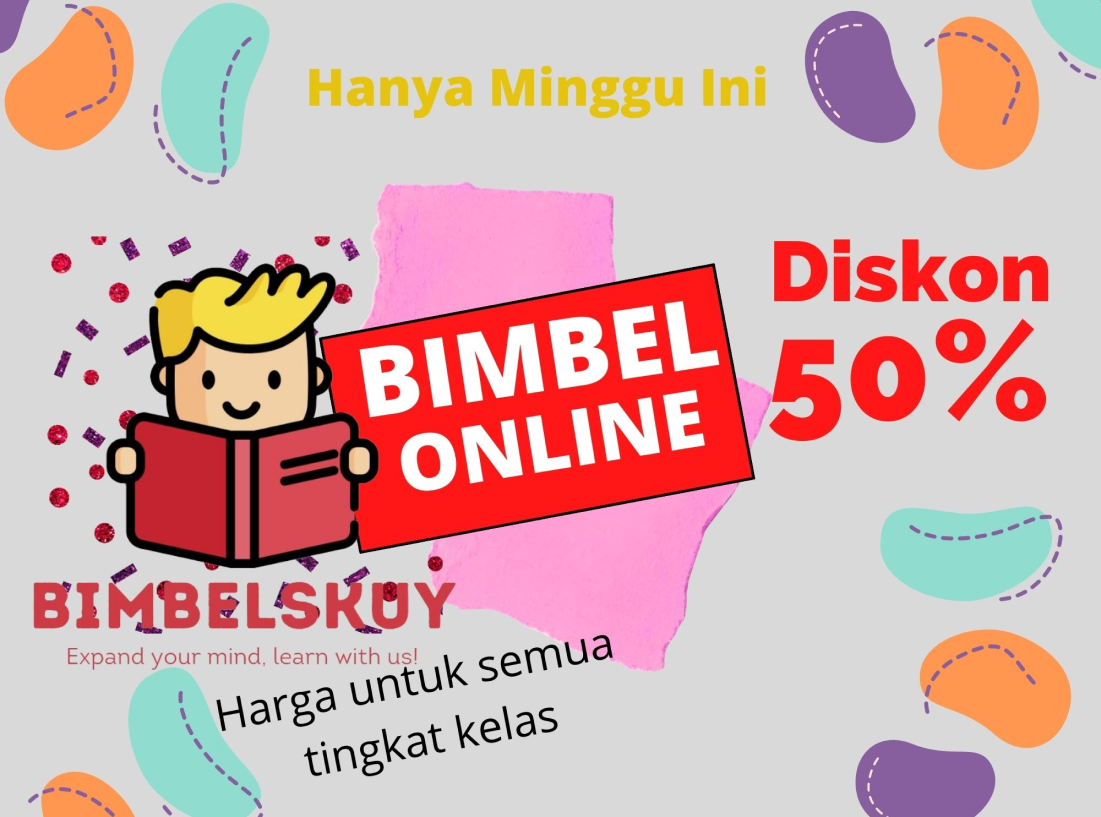 Hanya Minggu Ini
Diskon
50%
BIMBEL
ONLINE
BIMBELSKUY
Expand your mind, learn with us!
Harga untuk semua
tingkat kelas